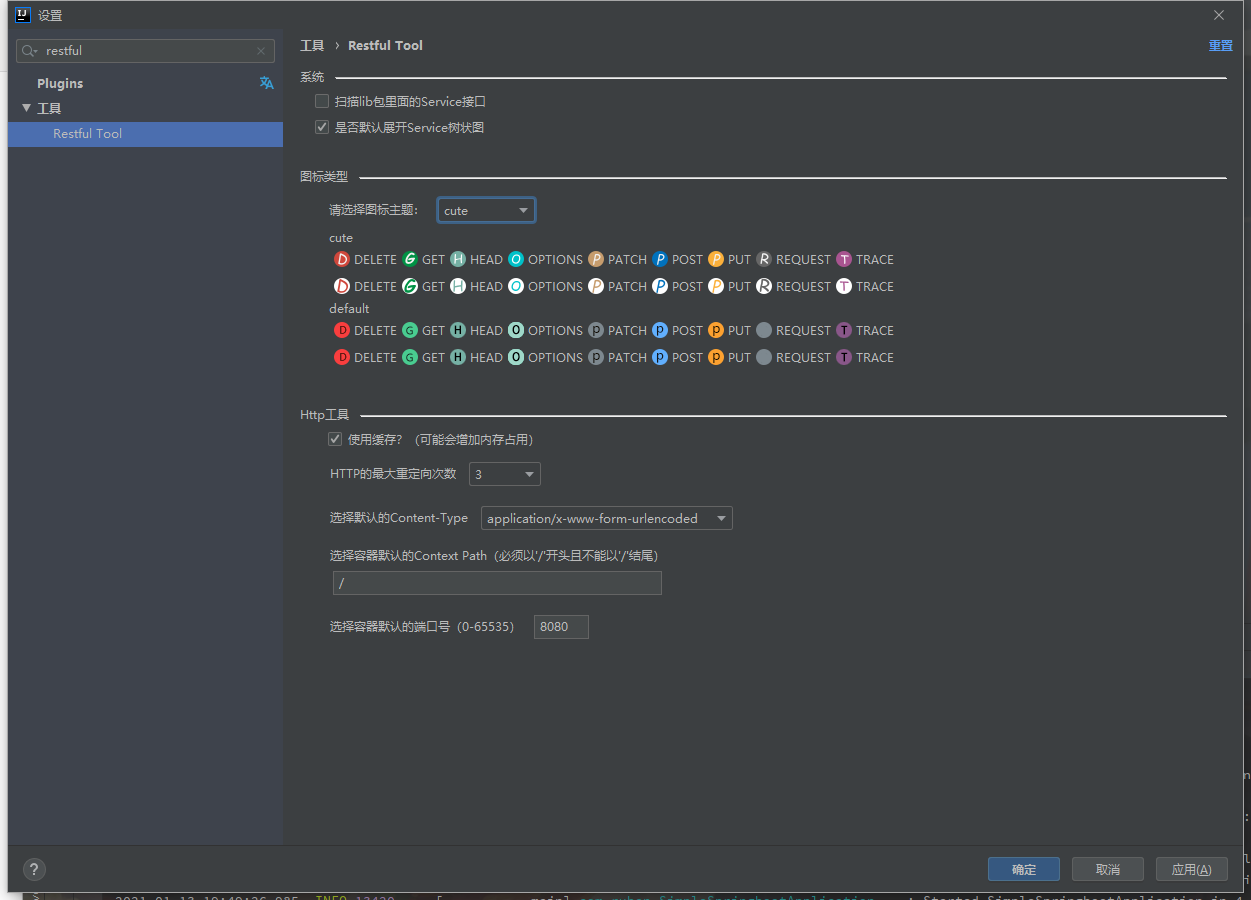 设置
restful
Plugins
工具
Restful Tool
工具 › Restful Tool
重置
系统
扫描lib包里面的Service接口
是否默认展开Service树状图
图标类型
请选择图标主题：
cute
cute
D DELETE G GET H HEAD O OPTIONS P PATCH P POST P PUT R REQUEST T TRACE
D DELETE G GET H HEAD O OPTIONS P PATCH P POST P PUT R REQUEST T TRACE
default
D DELETE G GET H HEAD O OPTIONS p PATCH p POST p PUT REQUEST T TRACE
D DELETE G GET H HEAD O OPTIONS p PATCH p POST p PUT REQUEST T TRACE
Http工具
使用缓存？（可能会增加内存占用）
HTTP的最大重定向次数 3
选择默认的Content-Type application/x-www-form-urlencoded
选择容器默认的Context Path（必须以'/'开头且不能以'/'结尾）
/
选择容器默认的端口号（0-65535） 8080
?
确定
取消
应用(A)